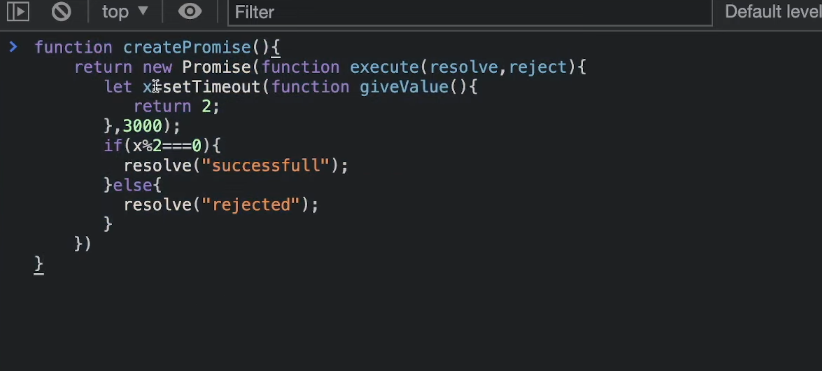 top ▼ Filter Default level
> function createPromise(){
return new Promise(function execute(resolve,reject){
let x=setTimeout(function giveValue(){
return 2;
},3000);
if(x%2===0){
resolve("successfull");
}else{
resolve("rejected");
}
})
}